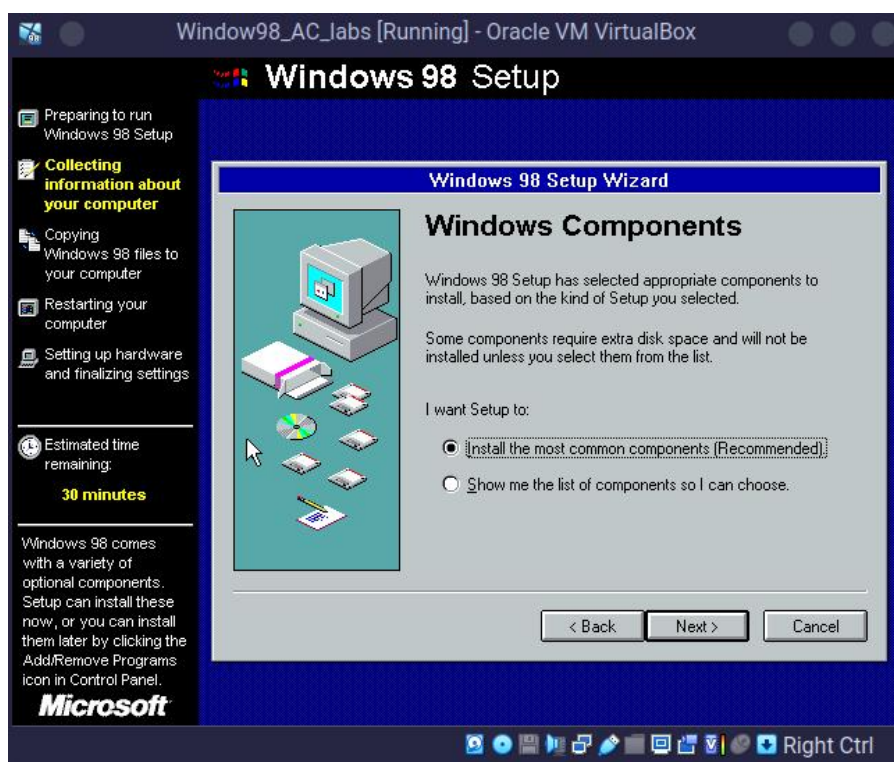 Window98_AC_labs [Running] - Oracle VM VirtualBox
Windows 98 Setup
Preparing to run
Windows 98 Setup
Collecting
information about
your computer
Copying
Windows 98 files to
your computer
Restarting your
computer
Setting up hardware
and finalizing settings
Estimated time
remaining:
30 minutes
Windows 98 comes
with a variety of
optional components.
Setup can install these
now, or you can install
them later by clicking the
Add/Remove Programs
icon in Control Panel.
Microsoft
Windows 98 Setup Wizard
Windows Components
Windows 98 Setup has selected appropriate components to
install, based on the kind of Setup you selected.
Some components require extra disk space and will not be
installed unless you select them from the list.
I want Setup to:
Install the most common components (Recommended).
Show me the list of components so I can choose.
< Back
Next >
Cancel
Right Ctrl